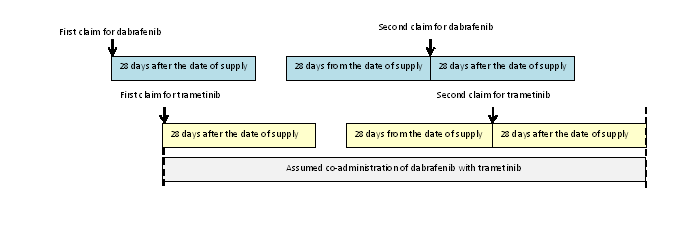 First claim for dabrafenib
Second claim for dabrafenib
28 days after the date of supply
28 days from the date of supply
28 days after the date of supply
First claim for trametinib
Second claim for trametinib
28 days after the date of supply
28 days from the date of supply
28 days after the date of supply
Assumed co-administration of dabrafenib with trametinib